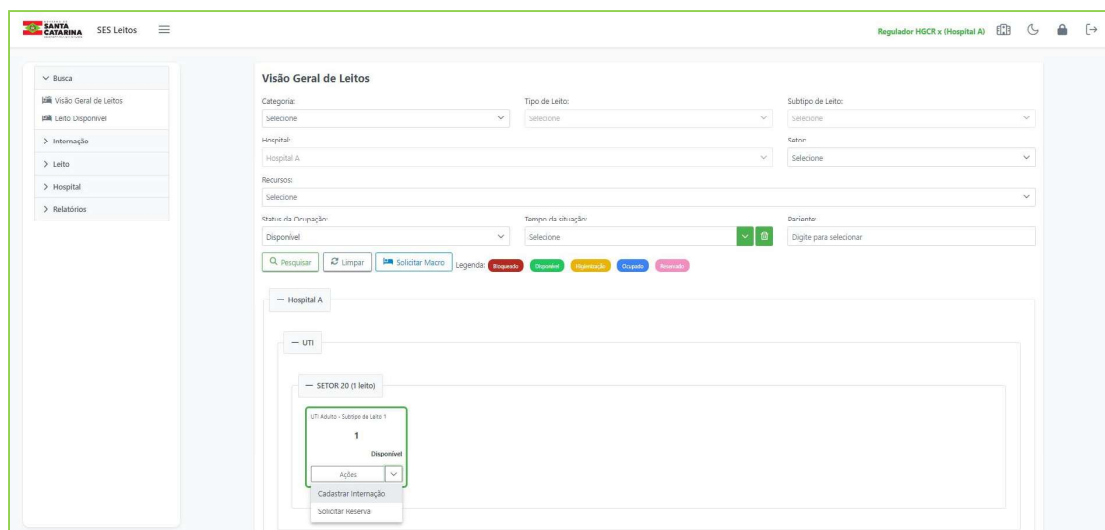 SANTA
CATARINA
SES Leitos
Regulador HGCR x (Hospital A)
Busca
Visão Geral de Leitos
Leito Disponível
Internação
Leito
Hospital
Relatórios
Visão Geral de Leitos
Categoria: Tipo de Leito: Subtipo de Leito:
Selecione Selecione Selecione
Hospital: Setor:
Hospital A Selecione
Recursos:
Selecione
Status da Ocupação: Tempo da situação: Paciente:
Disponível Selecione Digite para selecionar
Pesquisar Limpar Solicitar Macro Legenda: Bloqueado Disponível Higienização Ocupado Reservado
Hospital A
UTI
SETOR 20 (1 leito)
UTI Adulto - Subtipo de Leito 1
1
Disponível
Ações
Cadastrar Internação
Solicitar Reserva